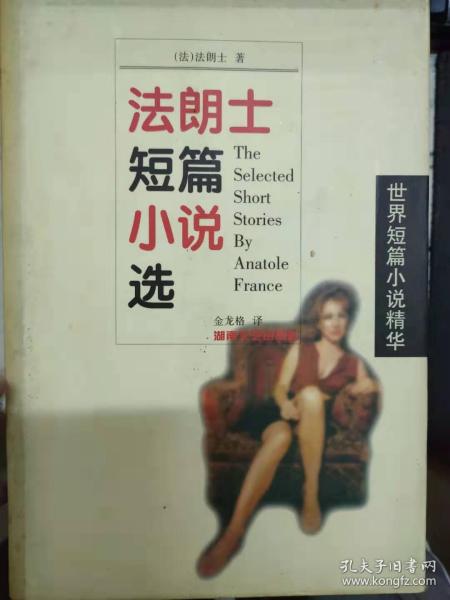 (法)法朗士 著
法朗士
短篇
小说
选
The
Selected
Short
Stories
By
Anatole
France
金龙格 译
世界短篇小说精华
孔夫子旧书网
www.kongfz.com